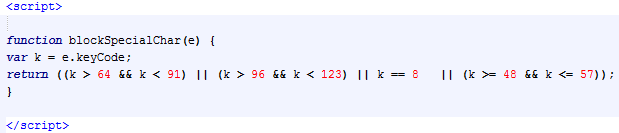 <script>
function blockSpecialChar(e) {
var k = e.keyCode;
return ((k > 64 && k < 91) || (k > 96 && k < 123) || k == 8   || (k >= 48 && k <= 57));
}
</script>